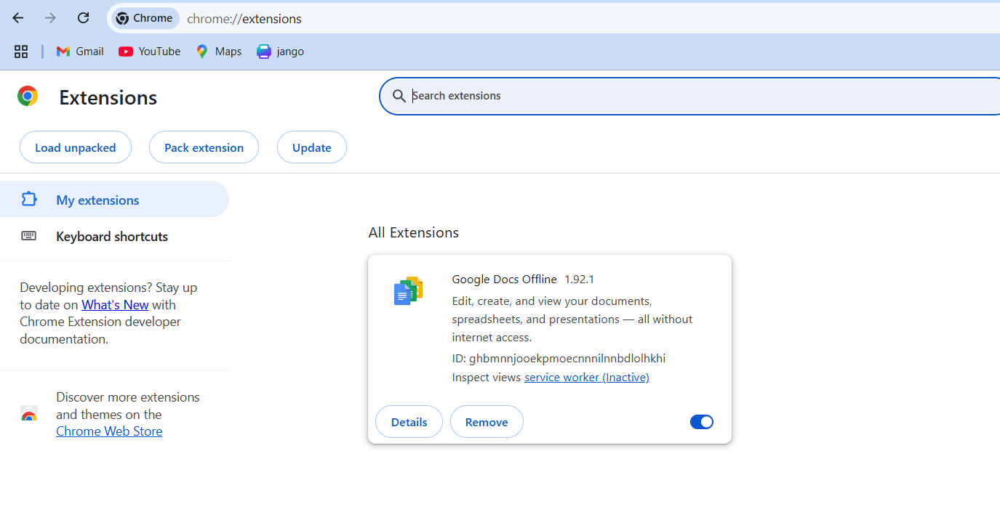 Chrome chrome://extensions
Gmail YouTube Maps jango
Extensions
Search extensions
Load unpacked Pack extension Update
My extensions
Keyboard shortcuts
Developing extensions? Stay up
to date on What's New with
Chrome Extension developer
documentation.
Discover more extensions
and themes on the
Chrome Web Store
All Extensions
Google Docs Offline 1.92.1
Edit, create, and view your documents,
spreadsheets, and presentations — all without
internet access.
ID: ghbmnnjooekpmoecnnnilnnbdlolhkhi
Inspect views service worker (Inactive)
Details Remove